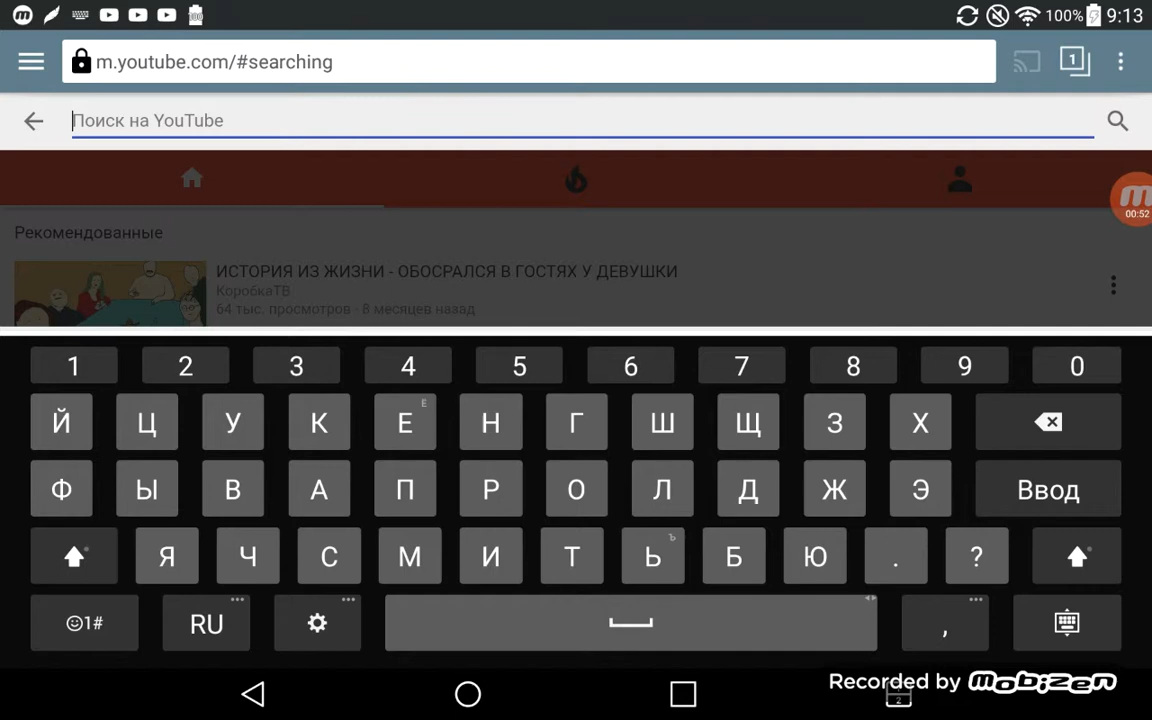 100% 9:13
m.youtube.com/#searching
1
Поиск на YouTube
00:52
Рекомендованные
ИСТОРИЯ ИЗ ЖИЗНИ - ОБОСРАЛСЯ В ГОСТЯХ У ДЕВУШКИ
КоробкаТВ
64 тыс. просмотров · 8 месяцев назад
1 2 3 4 5 6 7 8 9 0
Й Ц У К Е Н Г Ш Щ З Х
Ф Ы В А П Р О Л Д Ж Э Ввод
Я Ч С М И Т Ь Ъ Б Ю . ?
1# RU ,
Recorded by mobizen